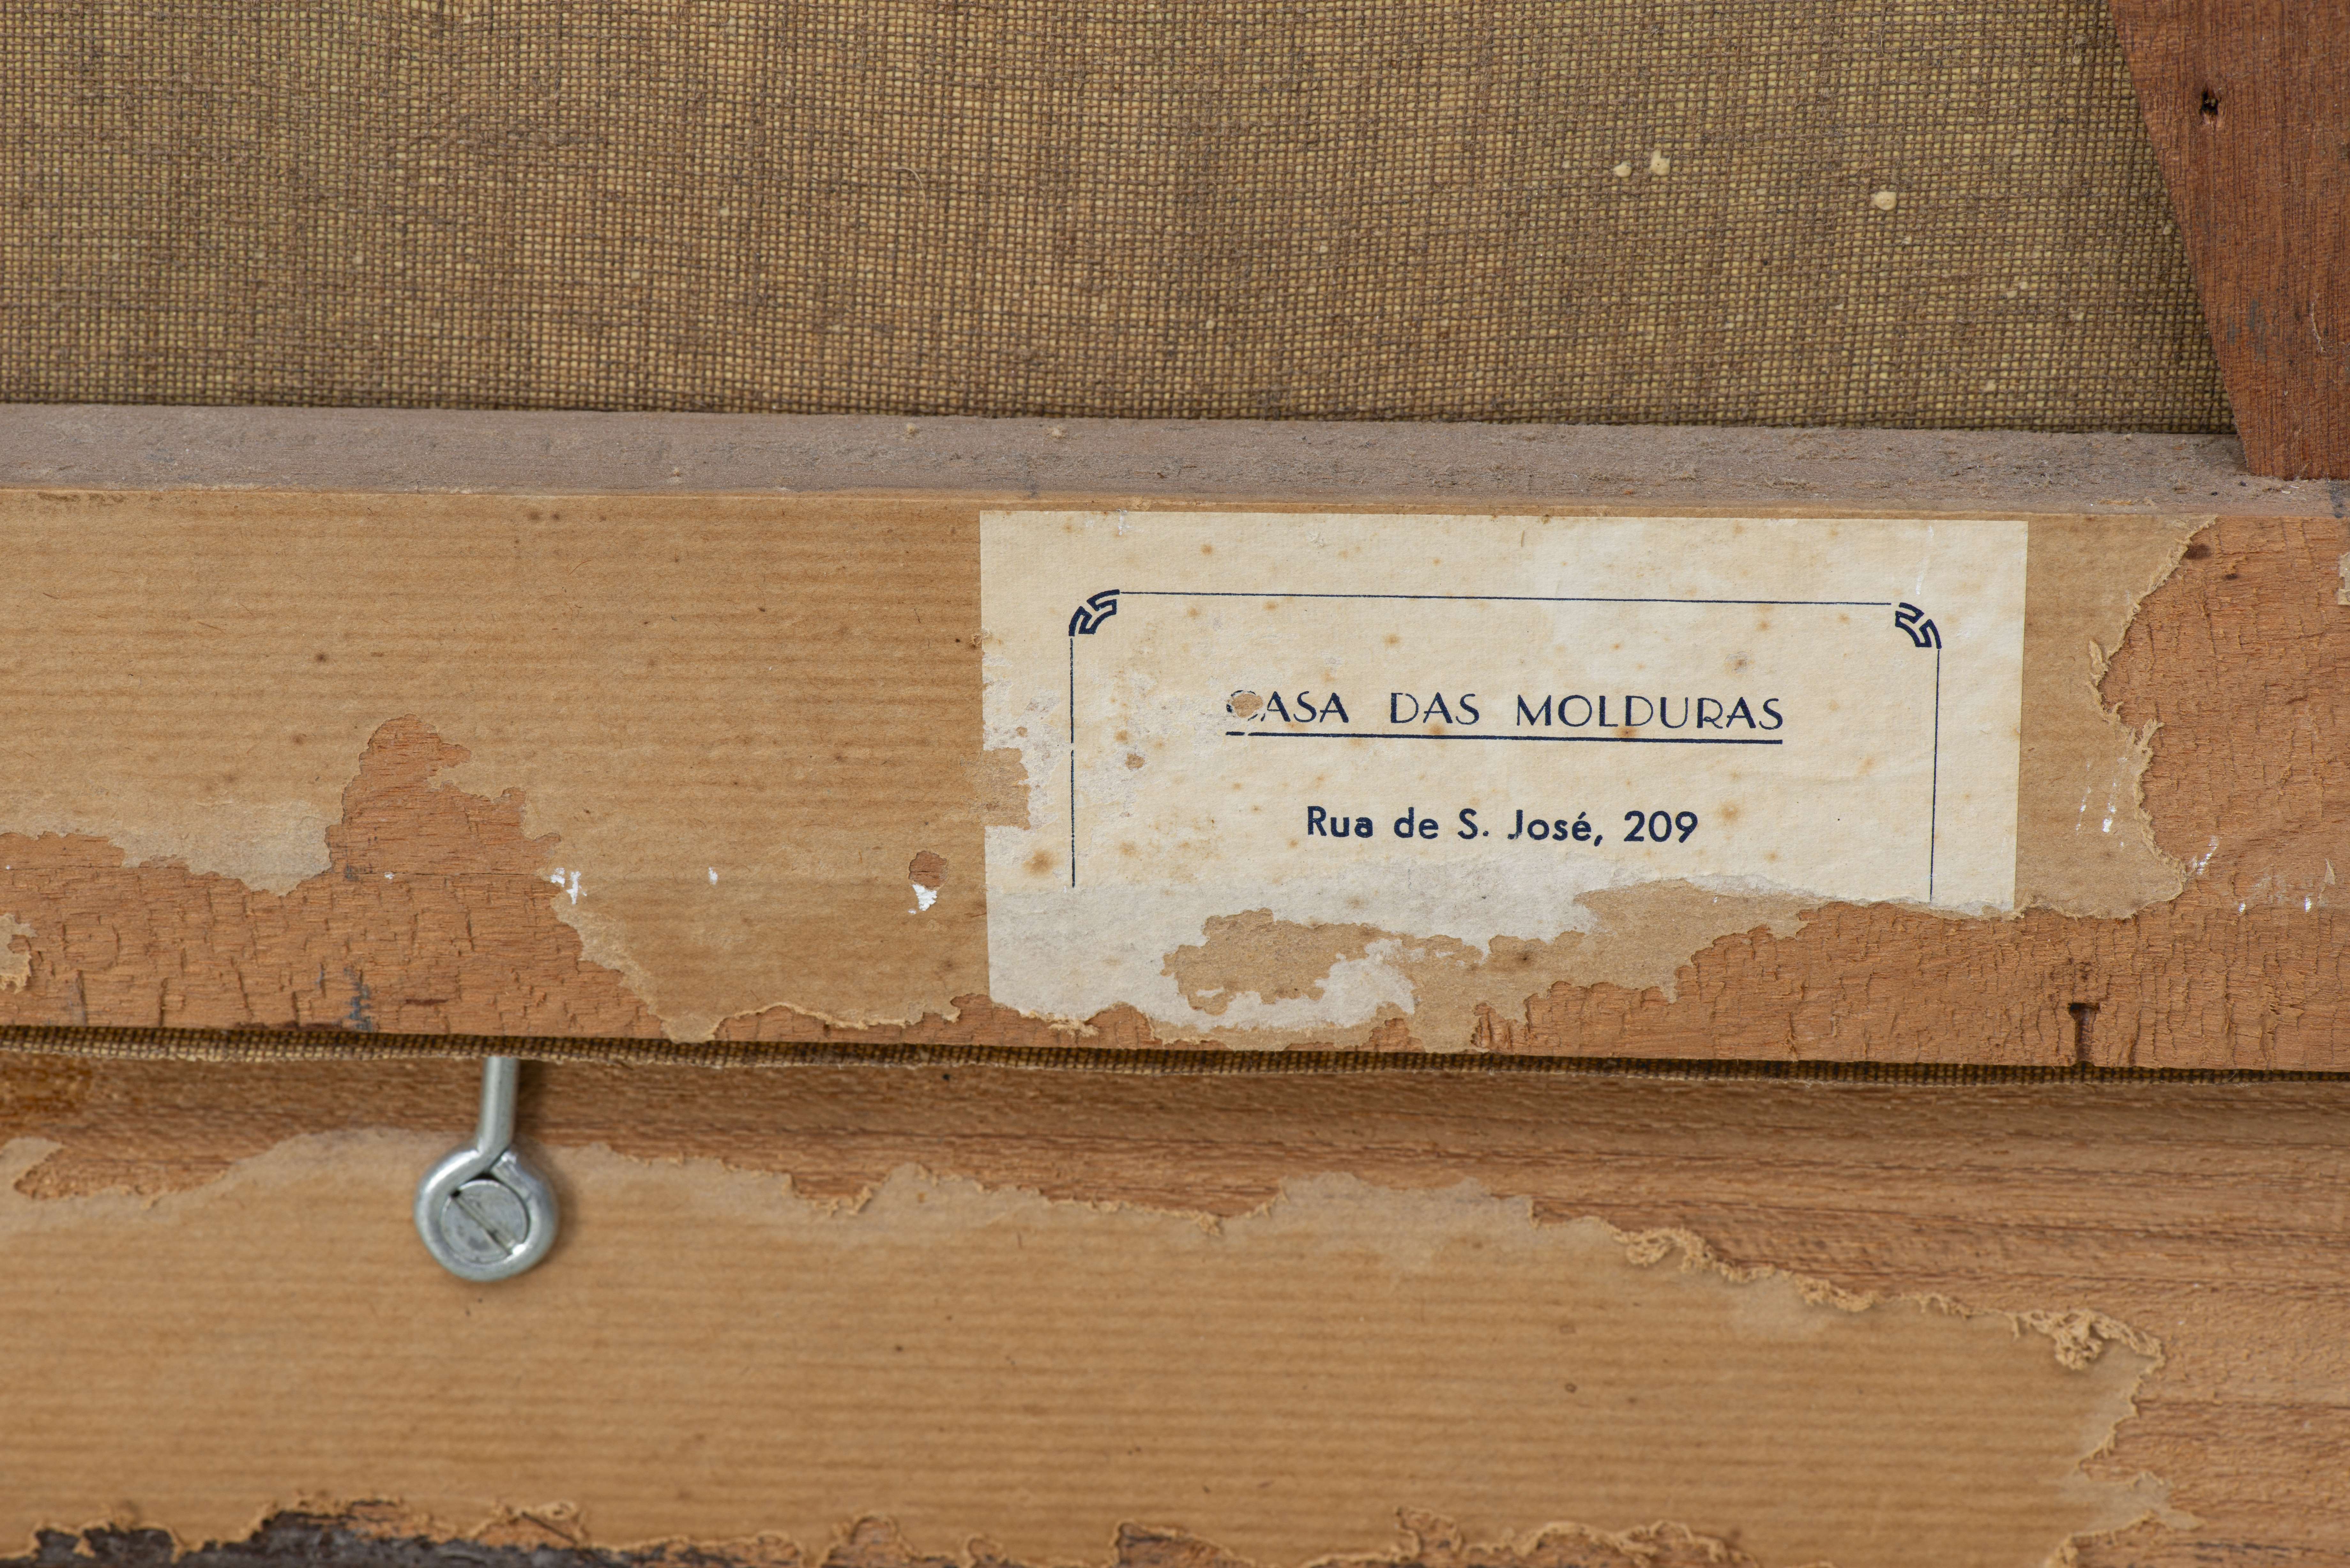 CASA DAS MOLDURAS
Rua de S. José, 209